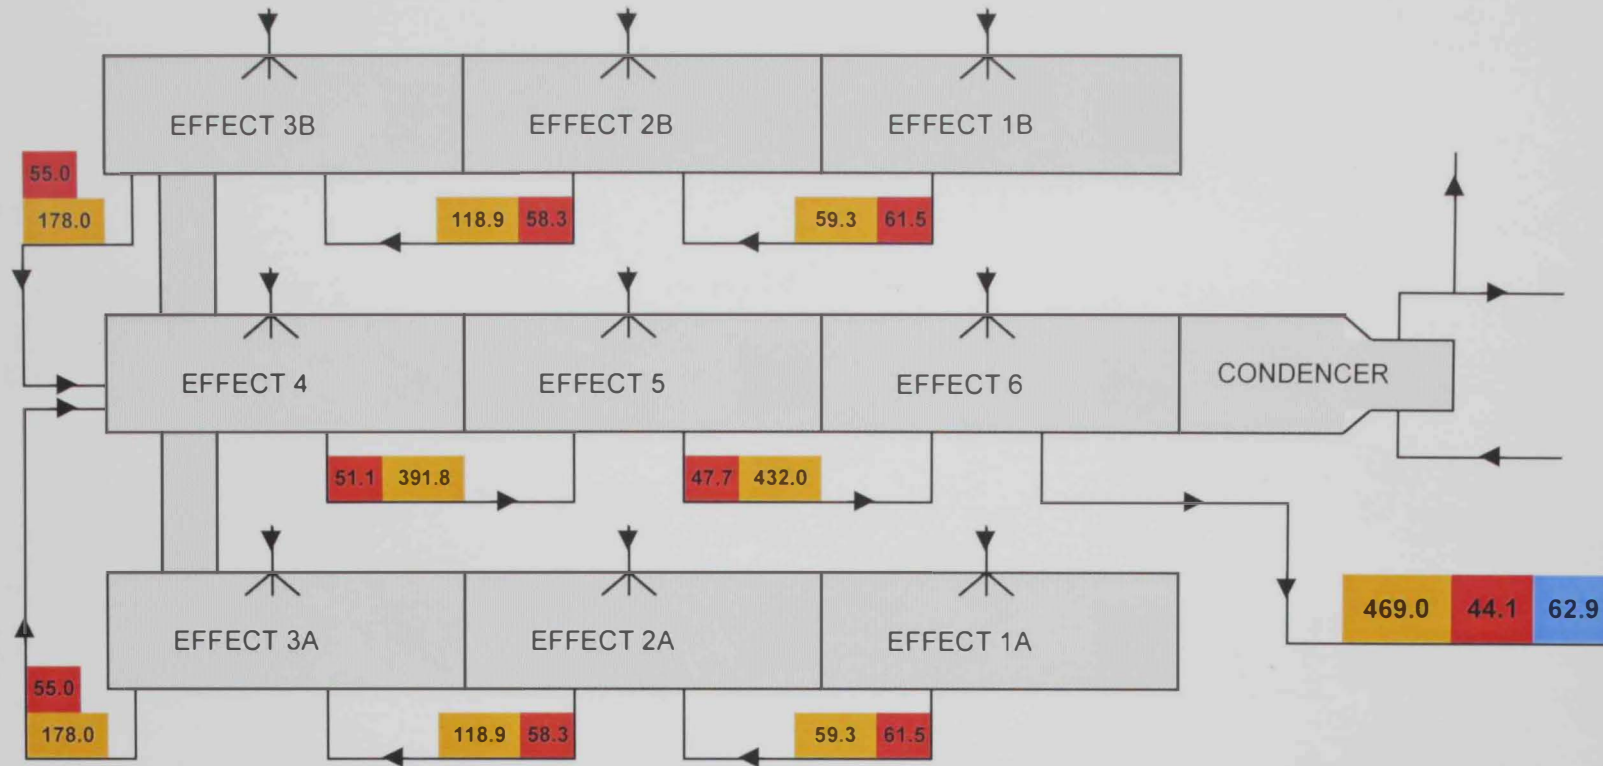 EFFECT 3B EFFECT 2B EFFECT 1B
55.0
178.0 118.9 58.3 59.3 61.5
EFFECT 4 EFFECT 5 EFFECT 6 CONDENCER
51.1 391.8 47.7 432.0
469.0 44.1 62.9
EFFECT 3A EFFECT 2A EFFECT 1A
55.0
178.0 118.9 58.3 59.3 61.5